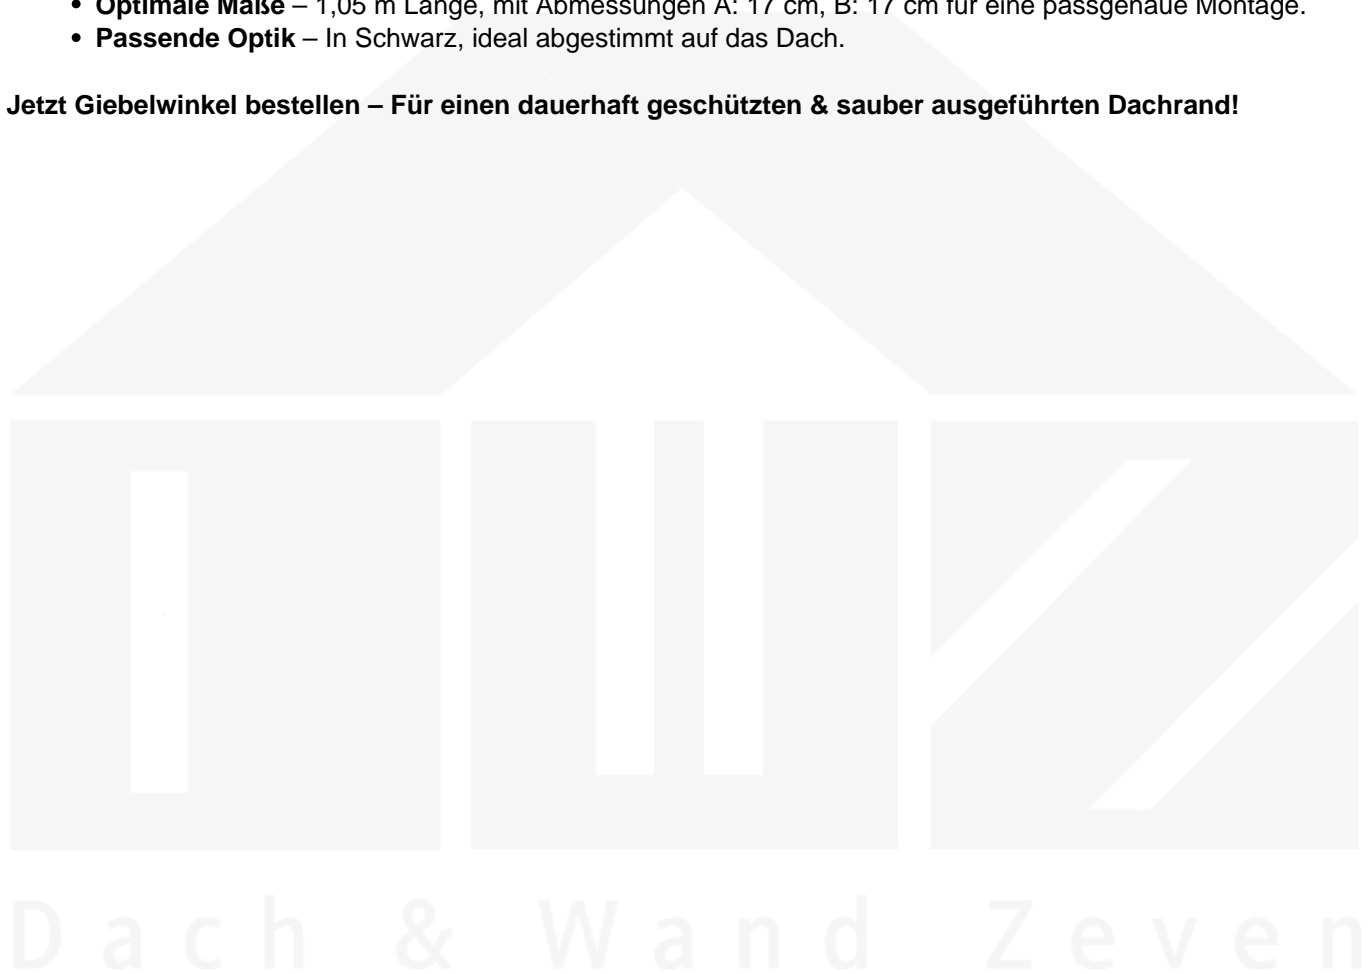 • Optimale Maße – 1,05 m Länge, mit Abmessungen A: 17 cm, B: 17 cm für eine passgenaue Montage.
• Passende Optik – In Schwarz, ideal abgestimmt auf das Dach.
Jetzt Giebelwinkel bestellen – Für einen dauerhaft geschützten & sauber ausgeführten Dachrand!
Dach & Wand Zeven